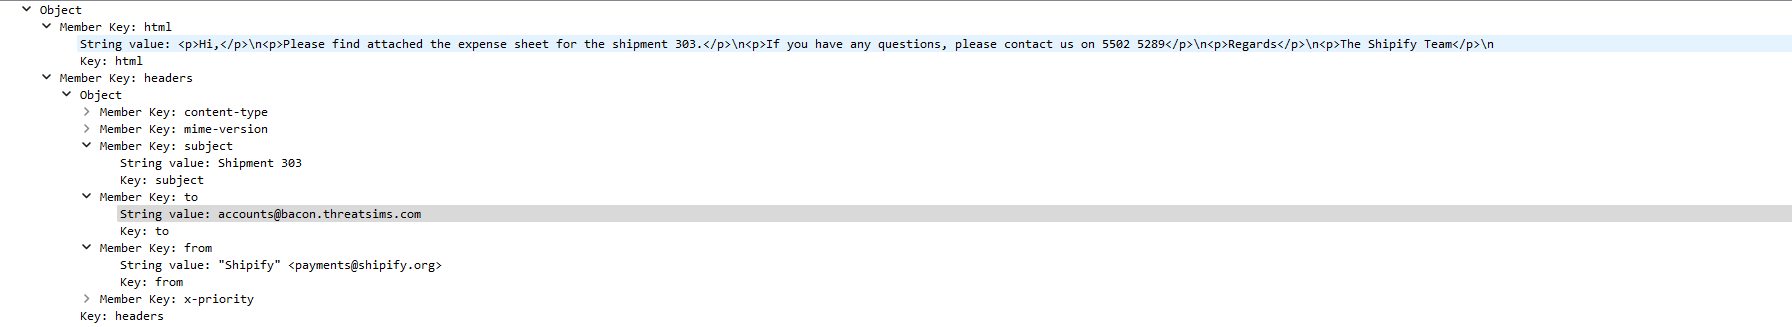 Object
Member Key: html
String value: <p>Hi,</p>\n<p>Please find attached the expense sheet for the shipment 303.</p>\n<p>If you have any questions, please contact us on 5502 5289</p>\n<p>Regards</p>\n<p>The Shipify Team</p>\n
Key: html
Member Key: headers
Object
Member Key: content-type
Member Key: mime-version
Member Key: subject
String value: Shipment 303
Key: subject
Member Key: to
String value: accounts@bacon.threatsims.com
Key: to
Member Key: from
String value: "Shipify" <payments@shipify.org>
Key: from
Member Key: x-priority
Key: headers